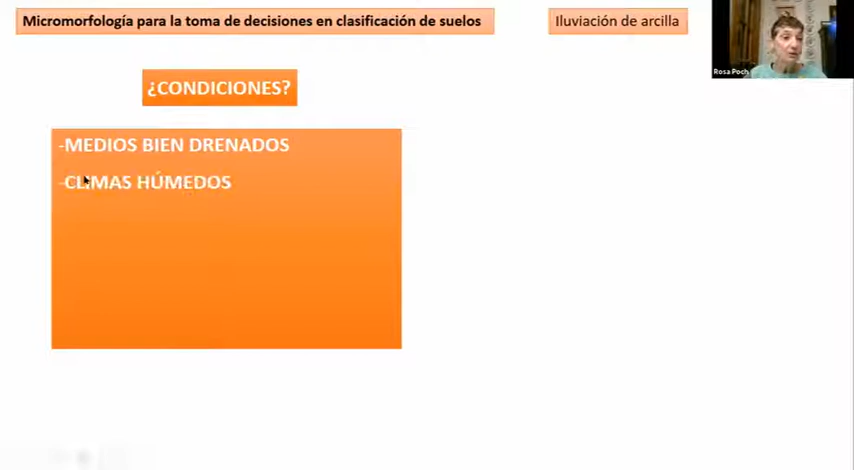 Micromorfología para la toma de decisiones en clasificación de suelos
Iluviación de arcilla
Rosa Poch
¿CONDICIONES?
-MEDIOS BIEN DRENADOS
-CLIMAS HÚMEDOS